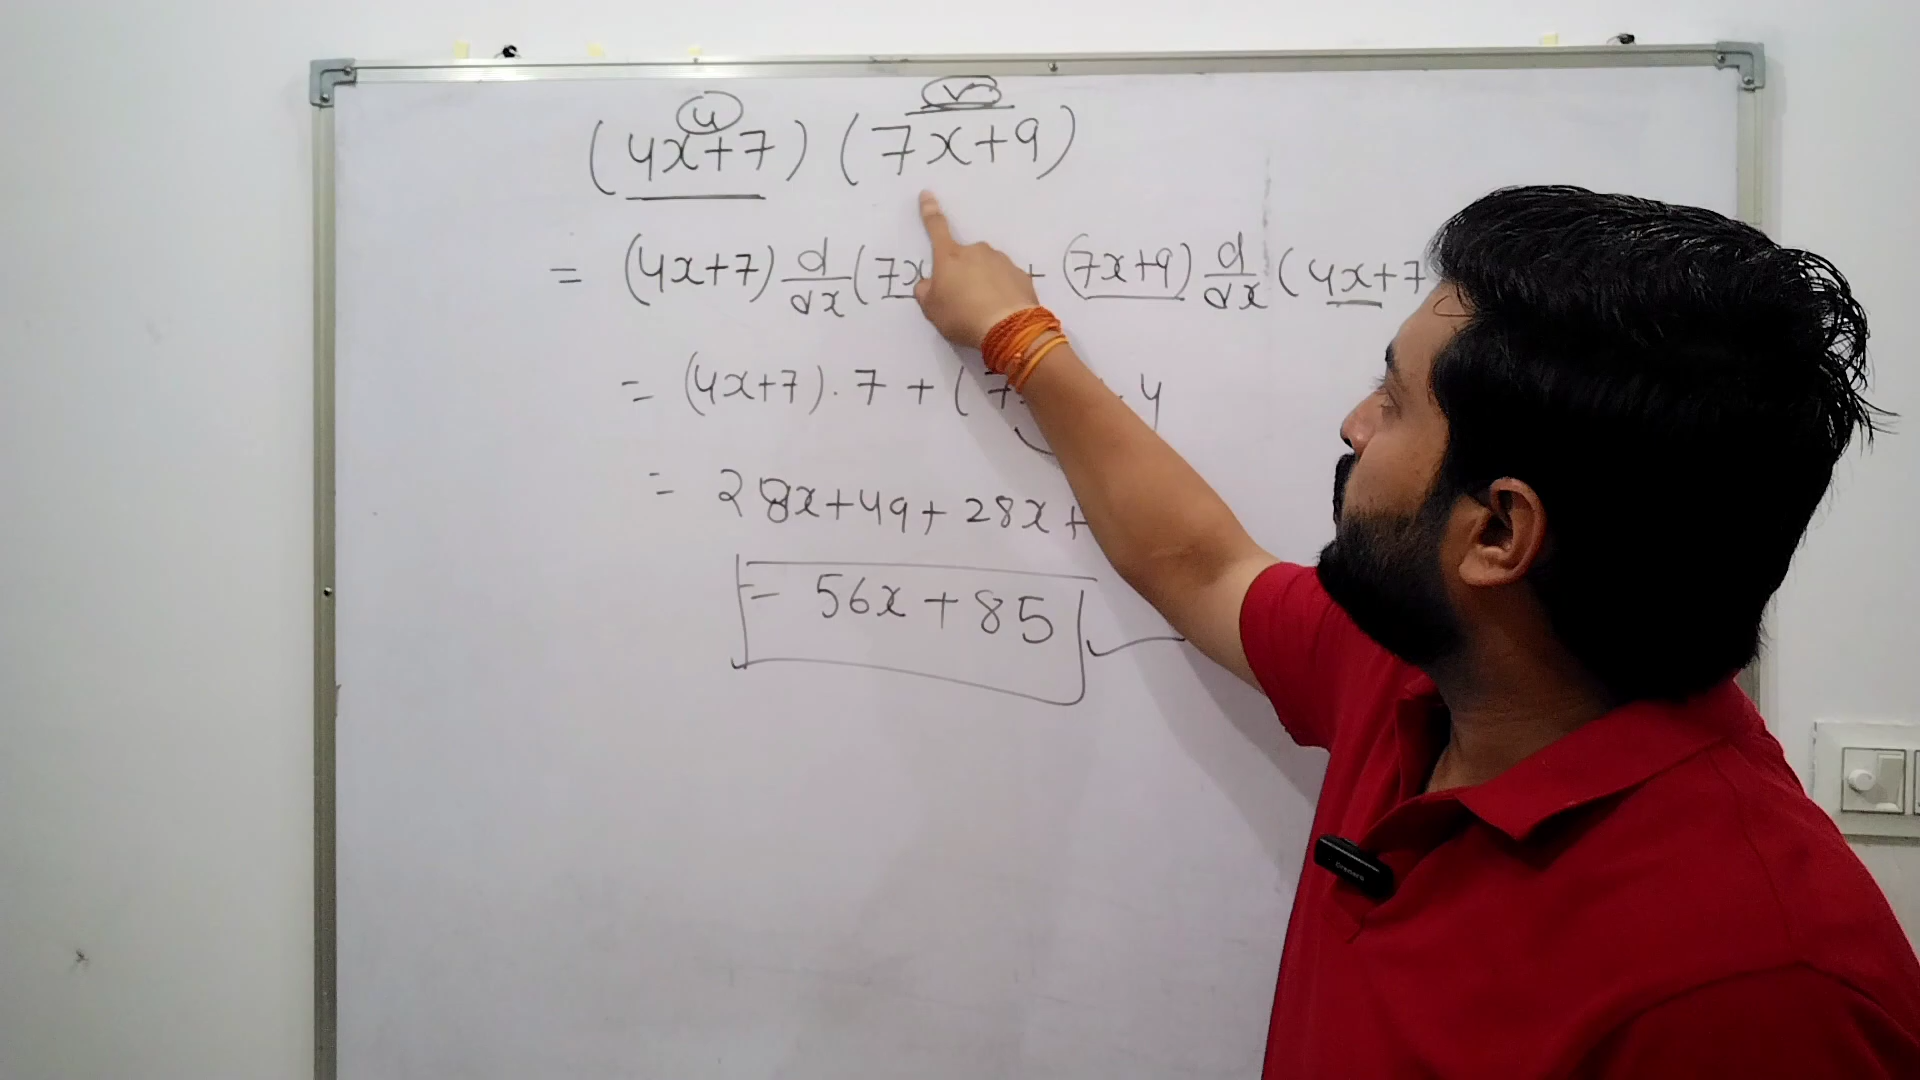 u v
(4x+7) (7x+9)
= (4x+7) d/dx (7x + (7x+9) d/dx (4x+7
= (4x+7) . 7 + (7 . 4
= 28x+49+28x+
= 56x+85